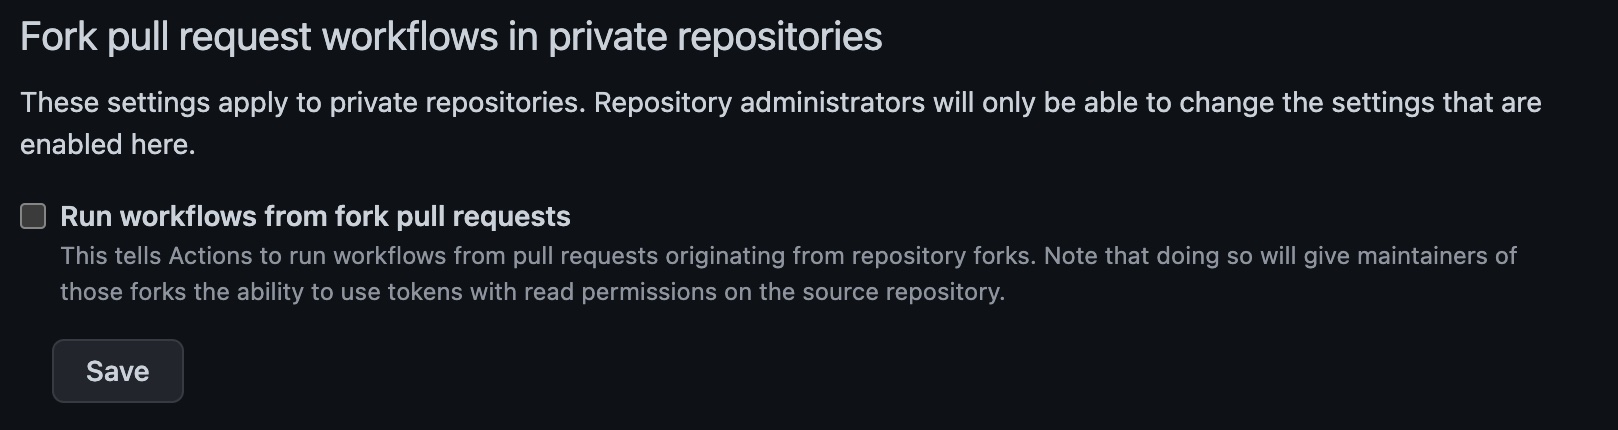 Fork pull request workflows in private repositories
These settings apply to private repositories. Repository administrators will only be able to change the settings that are
enabled here.
Run workflows from fork pull requests
This tells Actions to run workflows from pull requests originating from repository forks. Note that doing so will give maintainers of
those forks the ability to use tokens with read permissions on the source repository.
Save